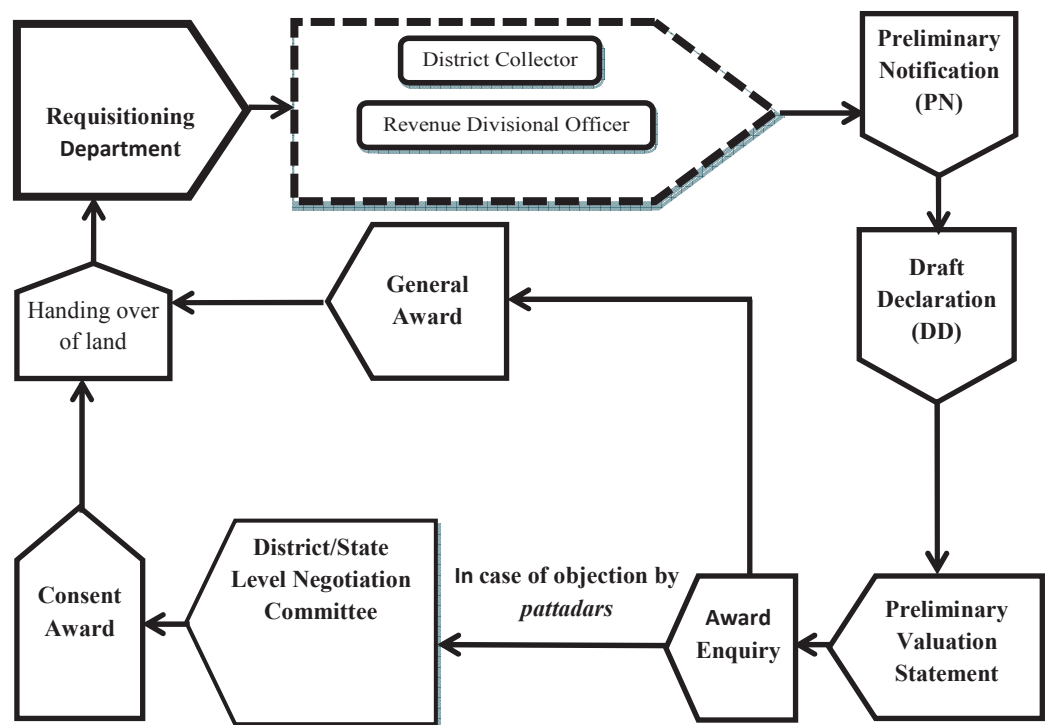 Requisitioning
Department
District Collector
Revenue Divisional Officer
Preliminary
Notification
(PN)
Draft
Declaration
(DD)
General
Award
Handing over
of land
Consent
Award
District/State
Level Negotiation
Committee
In case of objection by
pattadars
Award
Enquiry
Preliminary
Valuation
Statement